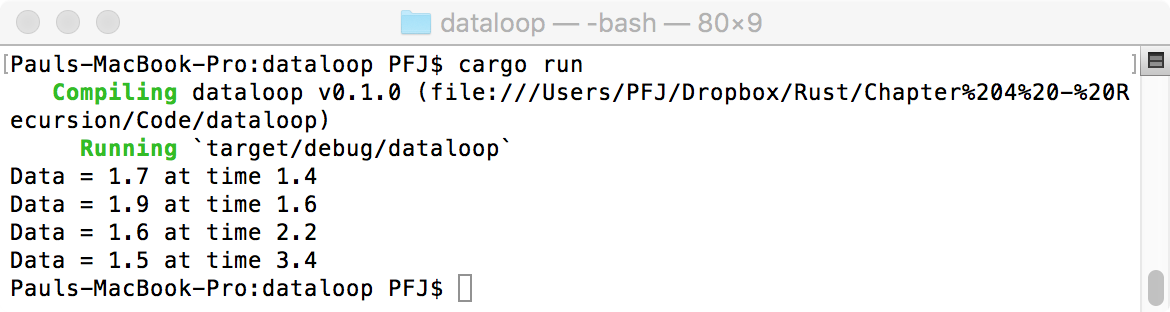 dataloop — -bash — 80×9
[Pauls-MacBook-Pro:dataloop PFJ$ cargo run ]
   Compiling dataloop v0.1.0 (file:///Users/PFJ/Dropbox/Rust/Chapter%204%20-%20R
ecursion/Code/dataloop)
     Running `target/debug/dataloop`
Data = 1.7 at time 1.4
Data = 1.9 at time 1.6
Data = 1.6 at time 2.2
Data = 1.5 at time 3.4
Pauls-MacBook-Pro:dataloop PFJ$